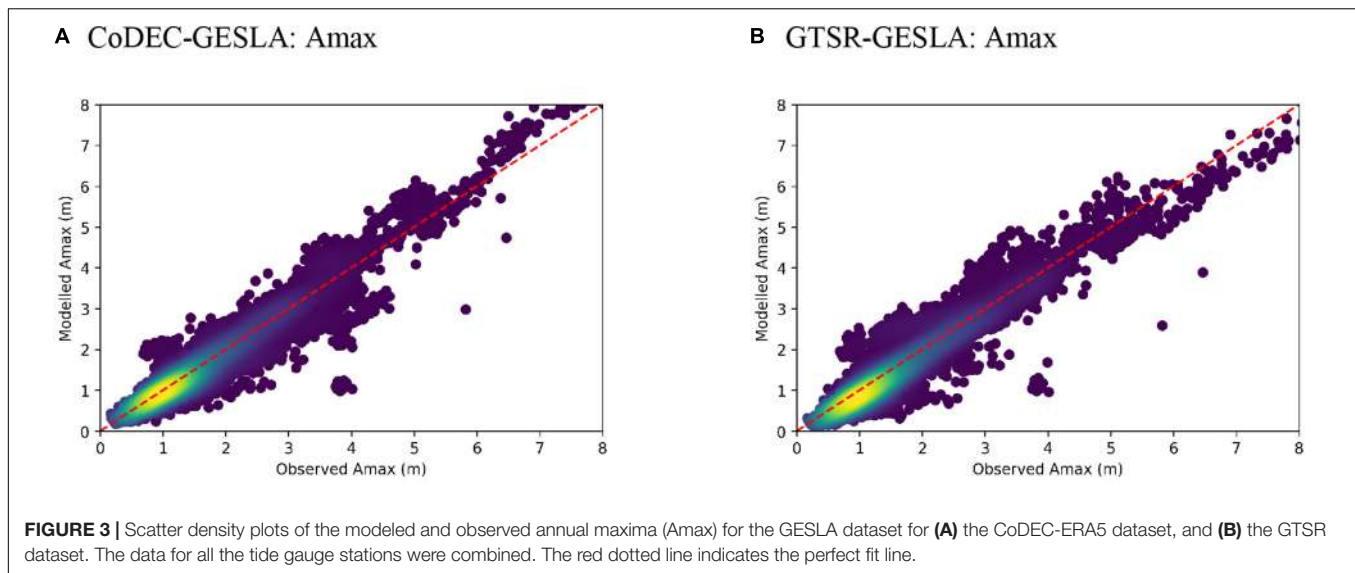 A CoDEC-GESLA: Amax
B GTSR-GESLA: Amax
8
7
6
5
4
3
2
1
0
Modelled Amax (m)
0 1 2 3 4 5 6 7 8
Observed Amax (m)
8
7
6
5
4
3
2
1
0
Modelled Amax (m)
0 1 2 3 4 5 6 7 8
Observed Amax (m)
FIGURE 3 | Scatter density plots of the modeled and observed annual maxima (Amax) for the GESLA dataset for (A) the CoDEC-ERA5 dataset, and (B) the GTSR
dataset. The data for all the tide gauge stations were combined. The red dotted line indicates the perfect fit line.